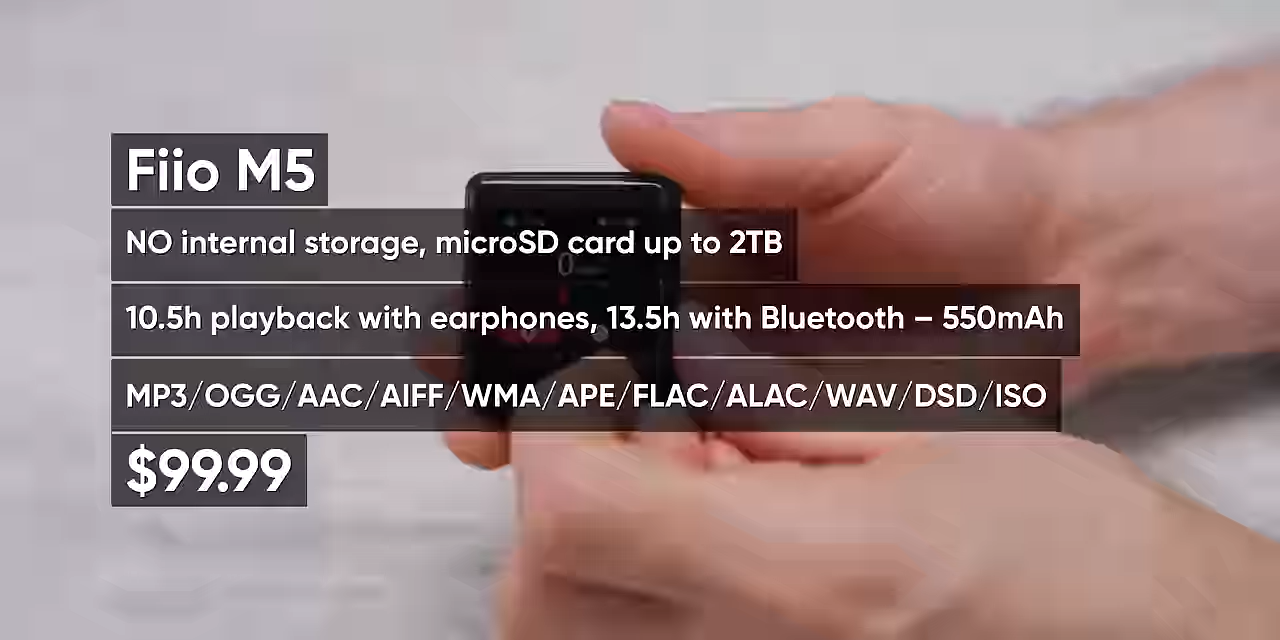 Fiio M5
NO internal storage, microSD card up to 2TB
10.5h playback with earphones, 13.5h with Bluetooth – 550mAh
MP3/OGG/AAC/AIFF/WMA/APE/FLAC/ALAC/WAV/DSD/ISO
$99.99